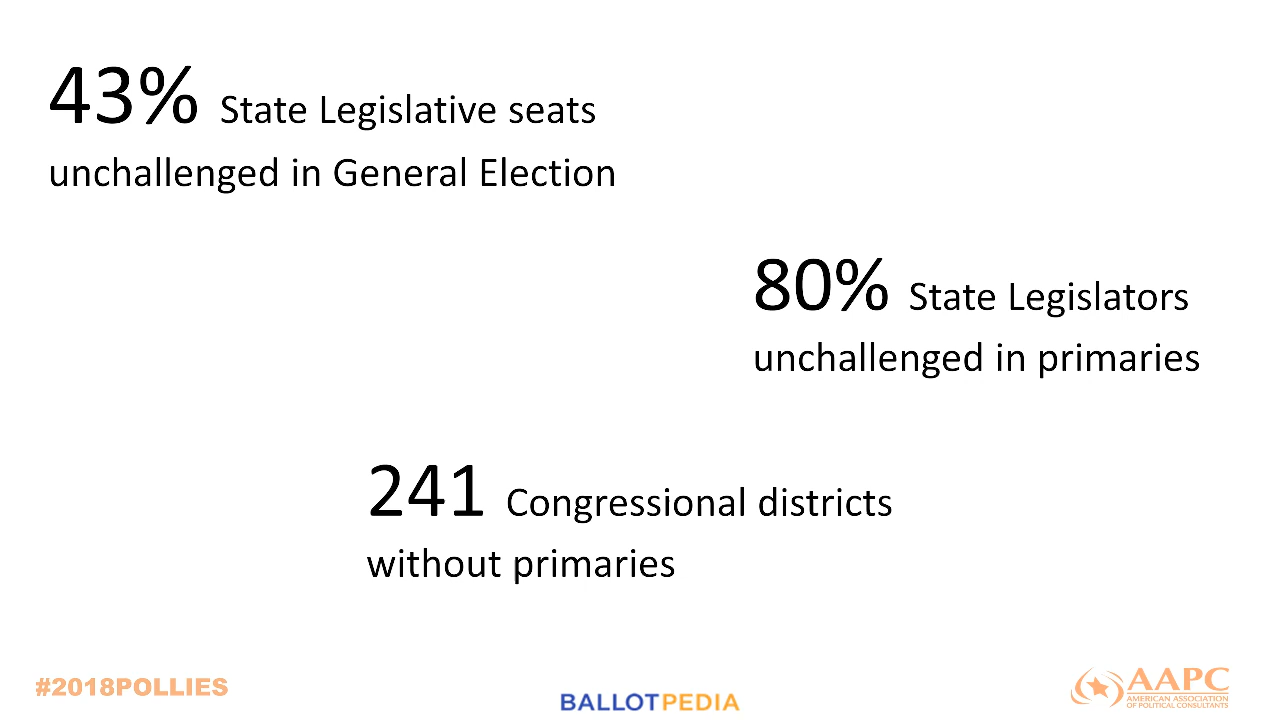 43% State Legislative seats
unchallenged in General Election
80% State Legislators
unchallenged in primaries
241 Congressional districts
without primaries
#2018POLLIES
BALLOTPEDIA
AAPC
AMERICAN ASSOCIATION
OF POLITICAL CONSULTANTS